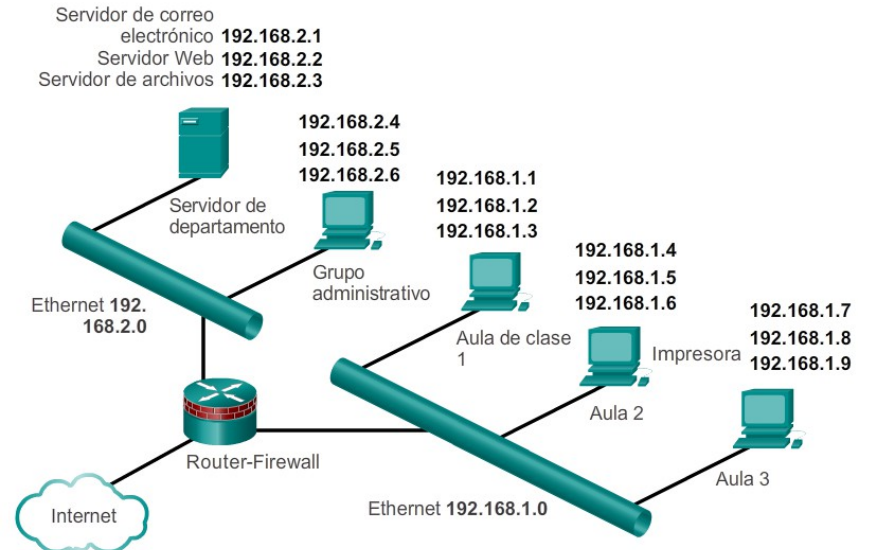 Servidor de correo
electrónico 192.168.2.1
Servidor Web 192.168.2.2
Servidor de archivos 192.168.2.3
192.168.2.4
192.168.2.5
192.168.2.6
Servidor de
departamento
Grupo
administrativo
192.168.1.1
192.168.1.2
192.168.1.3
Aula de clase
1
192.168.1.4
192.168.1.5
192.168.1.6
Aula 2
Impresora
192.168.1.7
192.168.1.8
192.168.1.9
Aula 3
Ethernet 192.
168.2.0
Router-Firewall
Internet
Ethernet 192.168.1.0